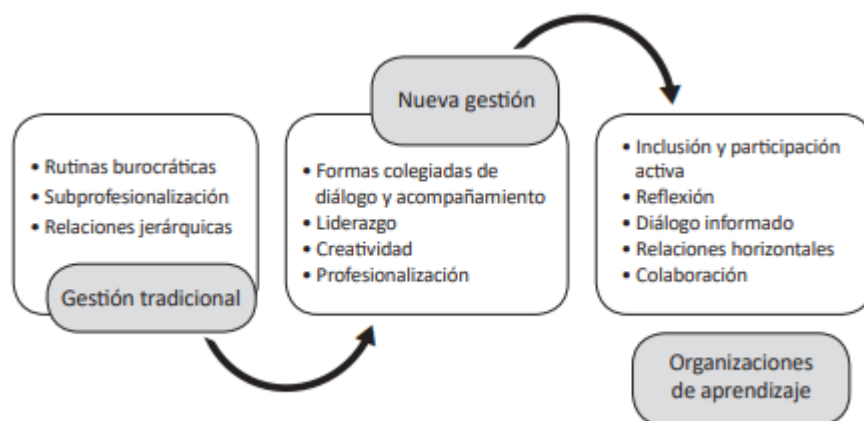 • Rutinas burocráticas
• Subprofesionalización
• Relaciones jerárquicas
Gestión tradicional
Nueva gestión
• Formas colegiadas de
diálogo y acompañamiento
• Liderazgo
• Creatividad
• Profesionalización
• Inclusión y participación
activa
• Reflexión
• Diálogo informado
• Relaciones horizontales
• Colaboración
Organizaciones
de aprendizaje